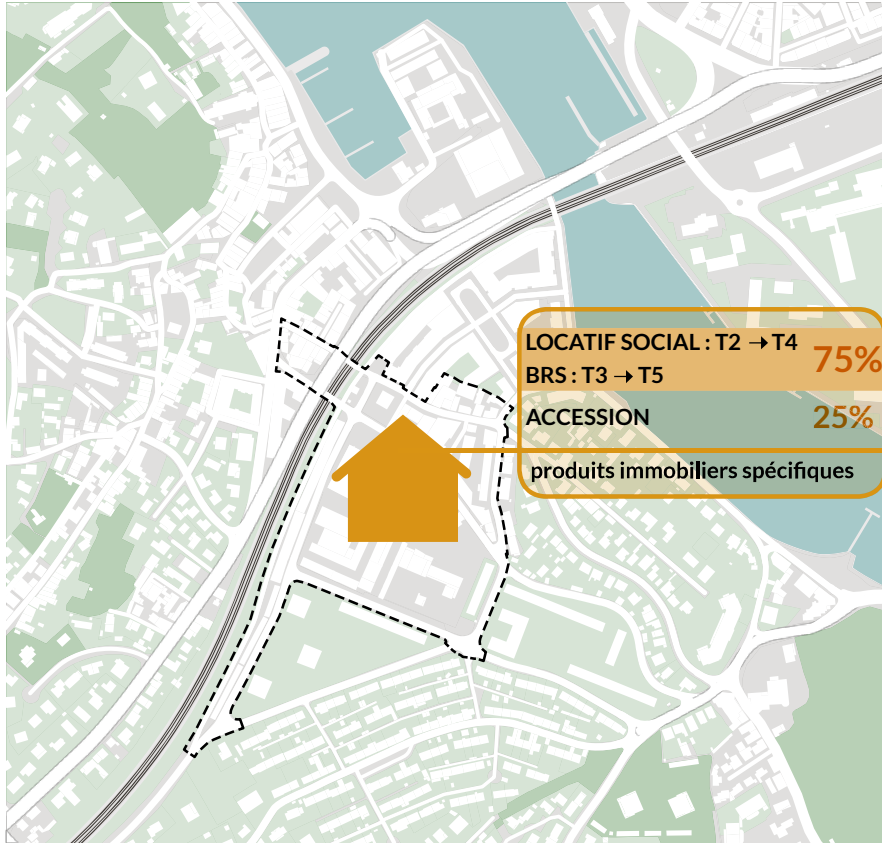 LOCATIF SOCIAL : T2 → T4
75%
BRS : T3 → T5
ACCESSION 25%
produits immobiliers spécifiques